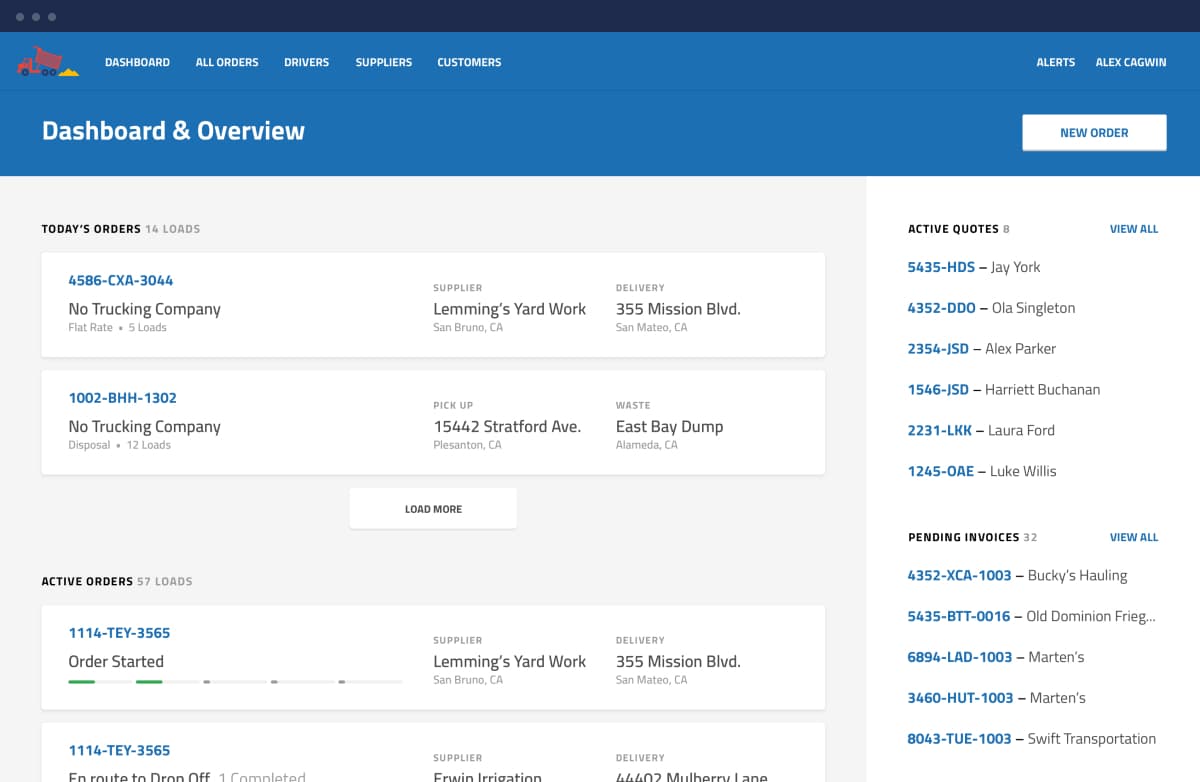 DASHBOARD ALL ORDERS DRIVERS SUPPLIERS CUSTOMERS ALERTS ALEX CAGWIN
Dashboard & Overview
NEW ORDER
TODAY'S ORDERS 14 LOADS
4586-CXA-3044
No Trucking Company
Flat Rate • 5 Loads
SUPPLIER
Lemming's Yard Work
San Bruno, CA
DELIVERY
355 Mission Blvd.
San Mateo, CA
1002-BHH-1302
No Trucking Company
Disposal • 12 Loads
PICK UP
15442 Stratford Ave.
Plesanton, CA
WASTE
East Bay Dump
Alameda, CA
LOAD MORE
ACTIVE ORDERS 57 LOADS
1114-TEY-3565
Order Started
SUPPLIER
Lemming's Yard Work
San Bruno, CA
DELIVERY
355 Mission Blvd.
San Mateo, CA
1114-TEY-3565
En route to Drop Off 1 Completed
SUPPLIER
Erwin Irrigation
DELIVERY
44402 Mulberry Lane
ACTIVE QUOTES 8 VIEW ALL
5435-HDS – Jay York
4352-DDO – Ola Singleton
2354-JSD – Alex Parker
1546-JSD – Harriett Buchanan
2231-LKK – Laura Ford
1245-OAE – Luke Willis
PENDING INVOICES 32 VIEW ALL
4352-XCA-1003 – Bucky's Hauling
5435-BTT-0016 – Old Dominion Frieg...
6894-LAD-1003 – Marten's
3460-HUT-1003 – Marten's
8043-TUE-1003 – Swift Transportation